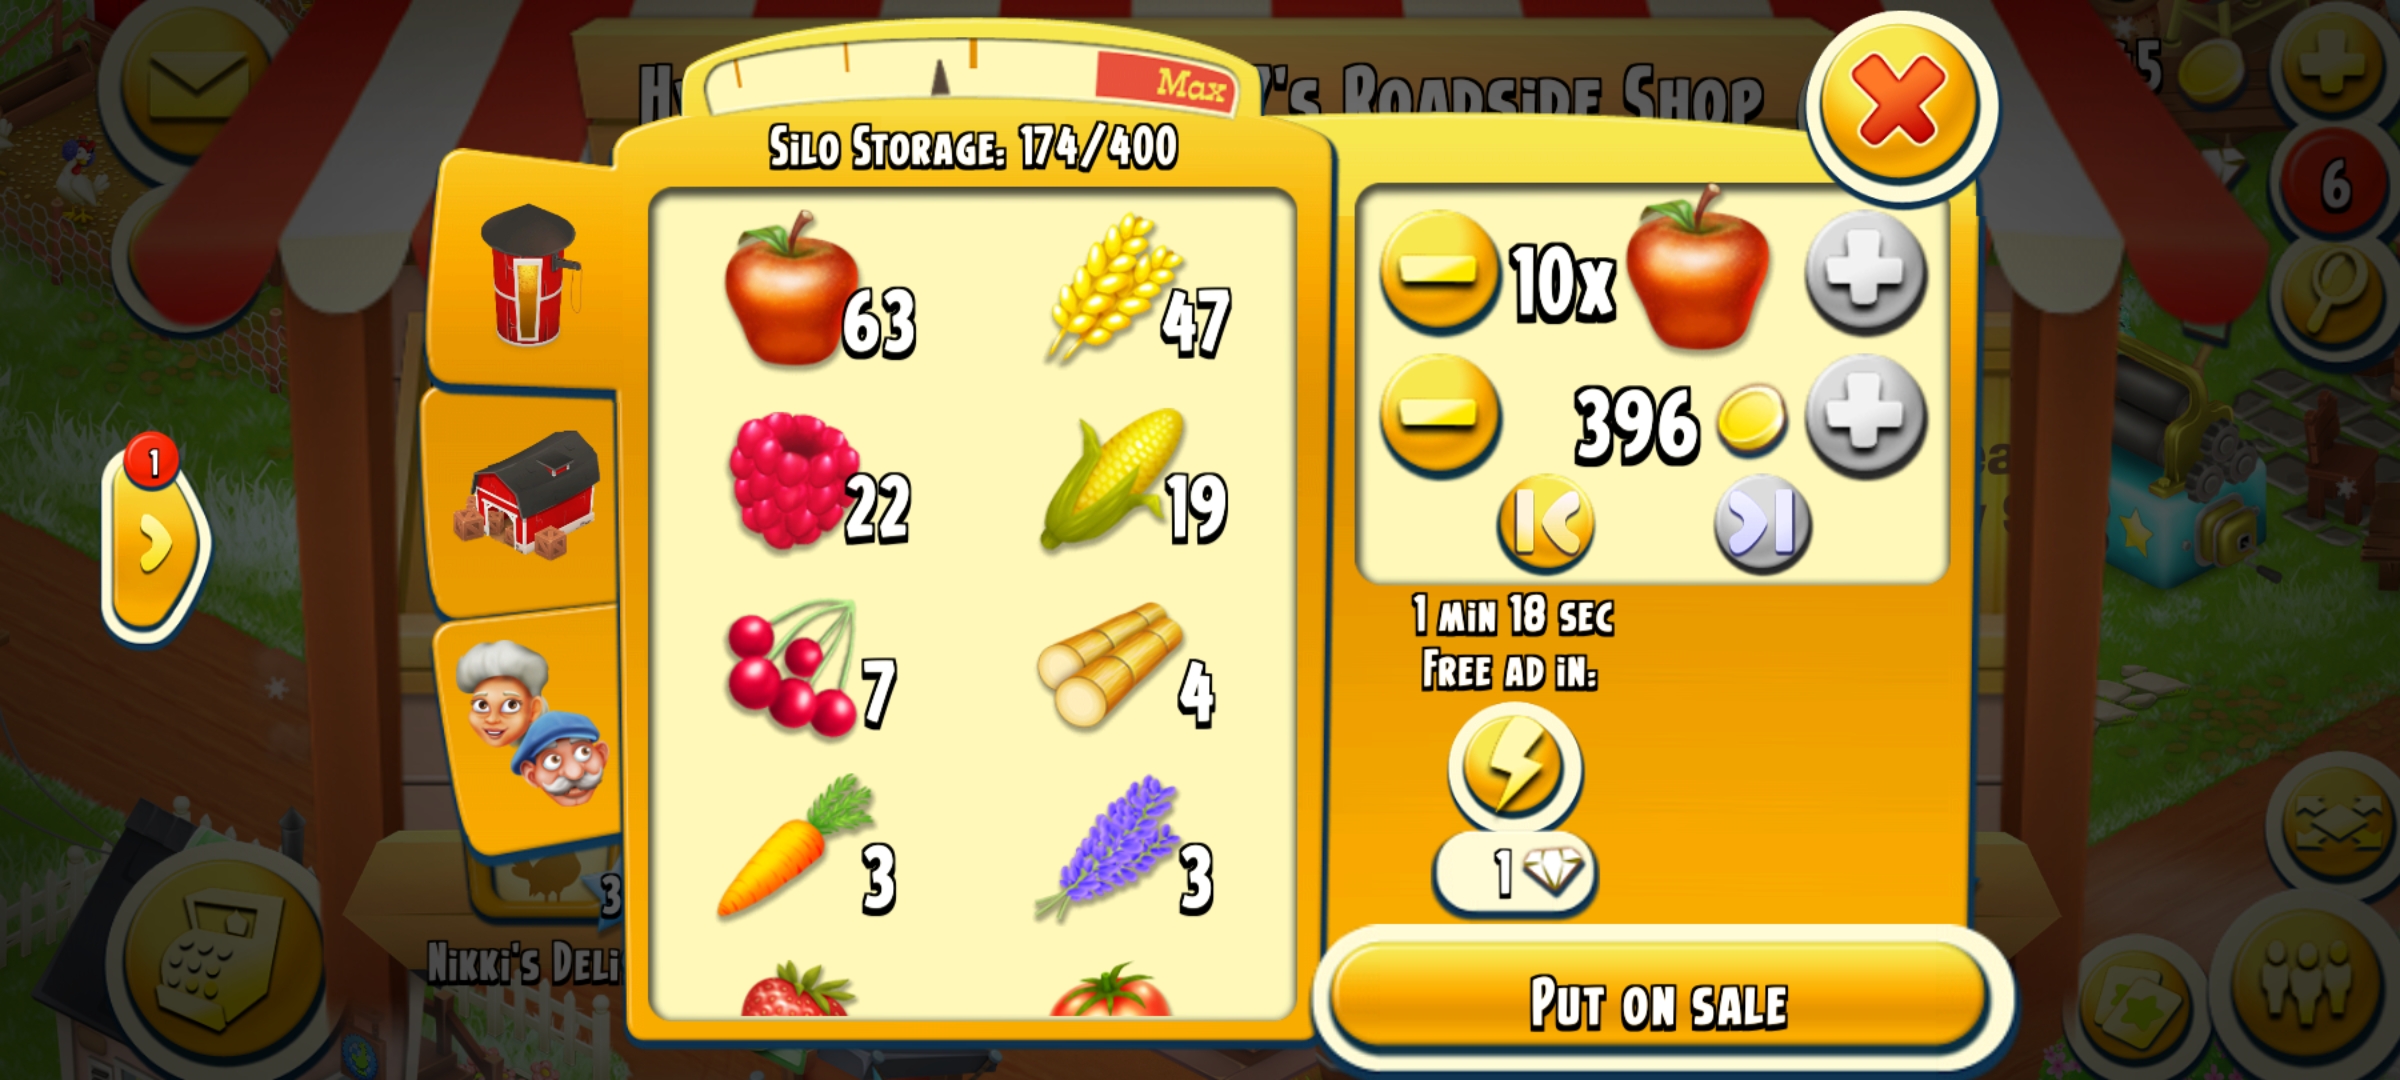 Max
'S ROADSIDE SHOP
SILO STORAGE: 174/400
6
63
47
10x
396
1
22
19
7
4
1 MIN 18 SEC
FREE AD IN:
3
3
1
3
NIKKI'S
PUT ON SALE